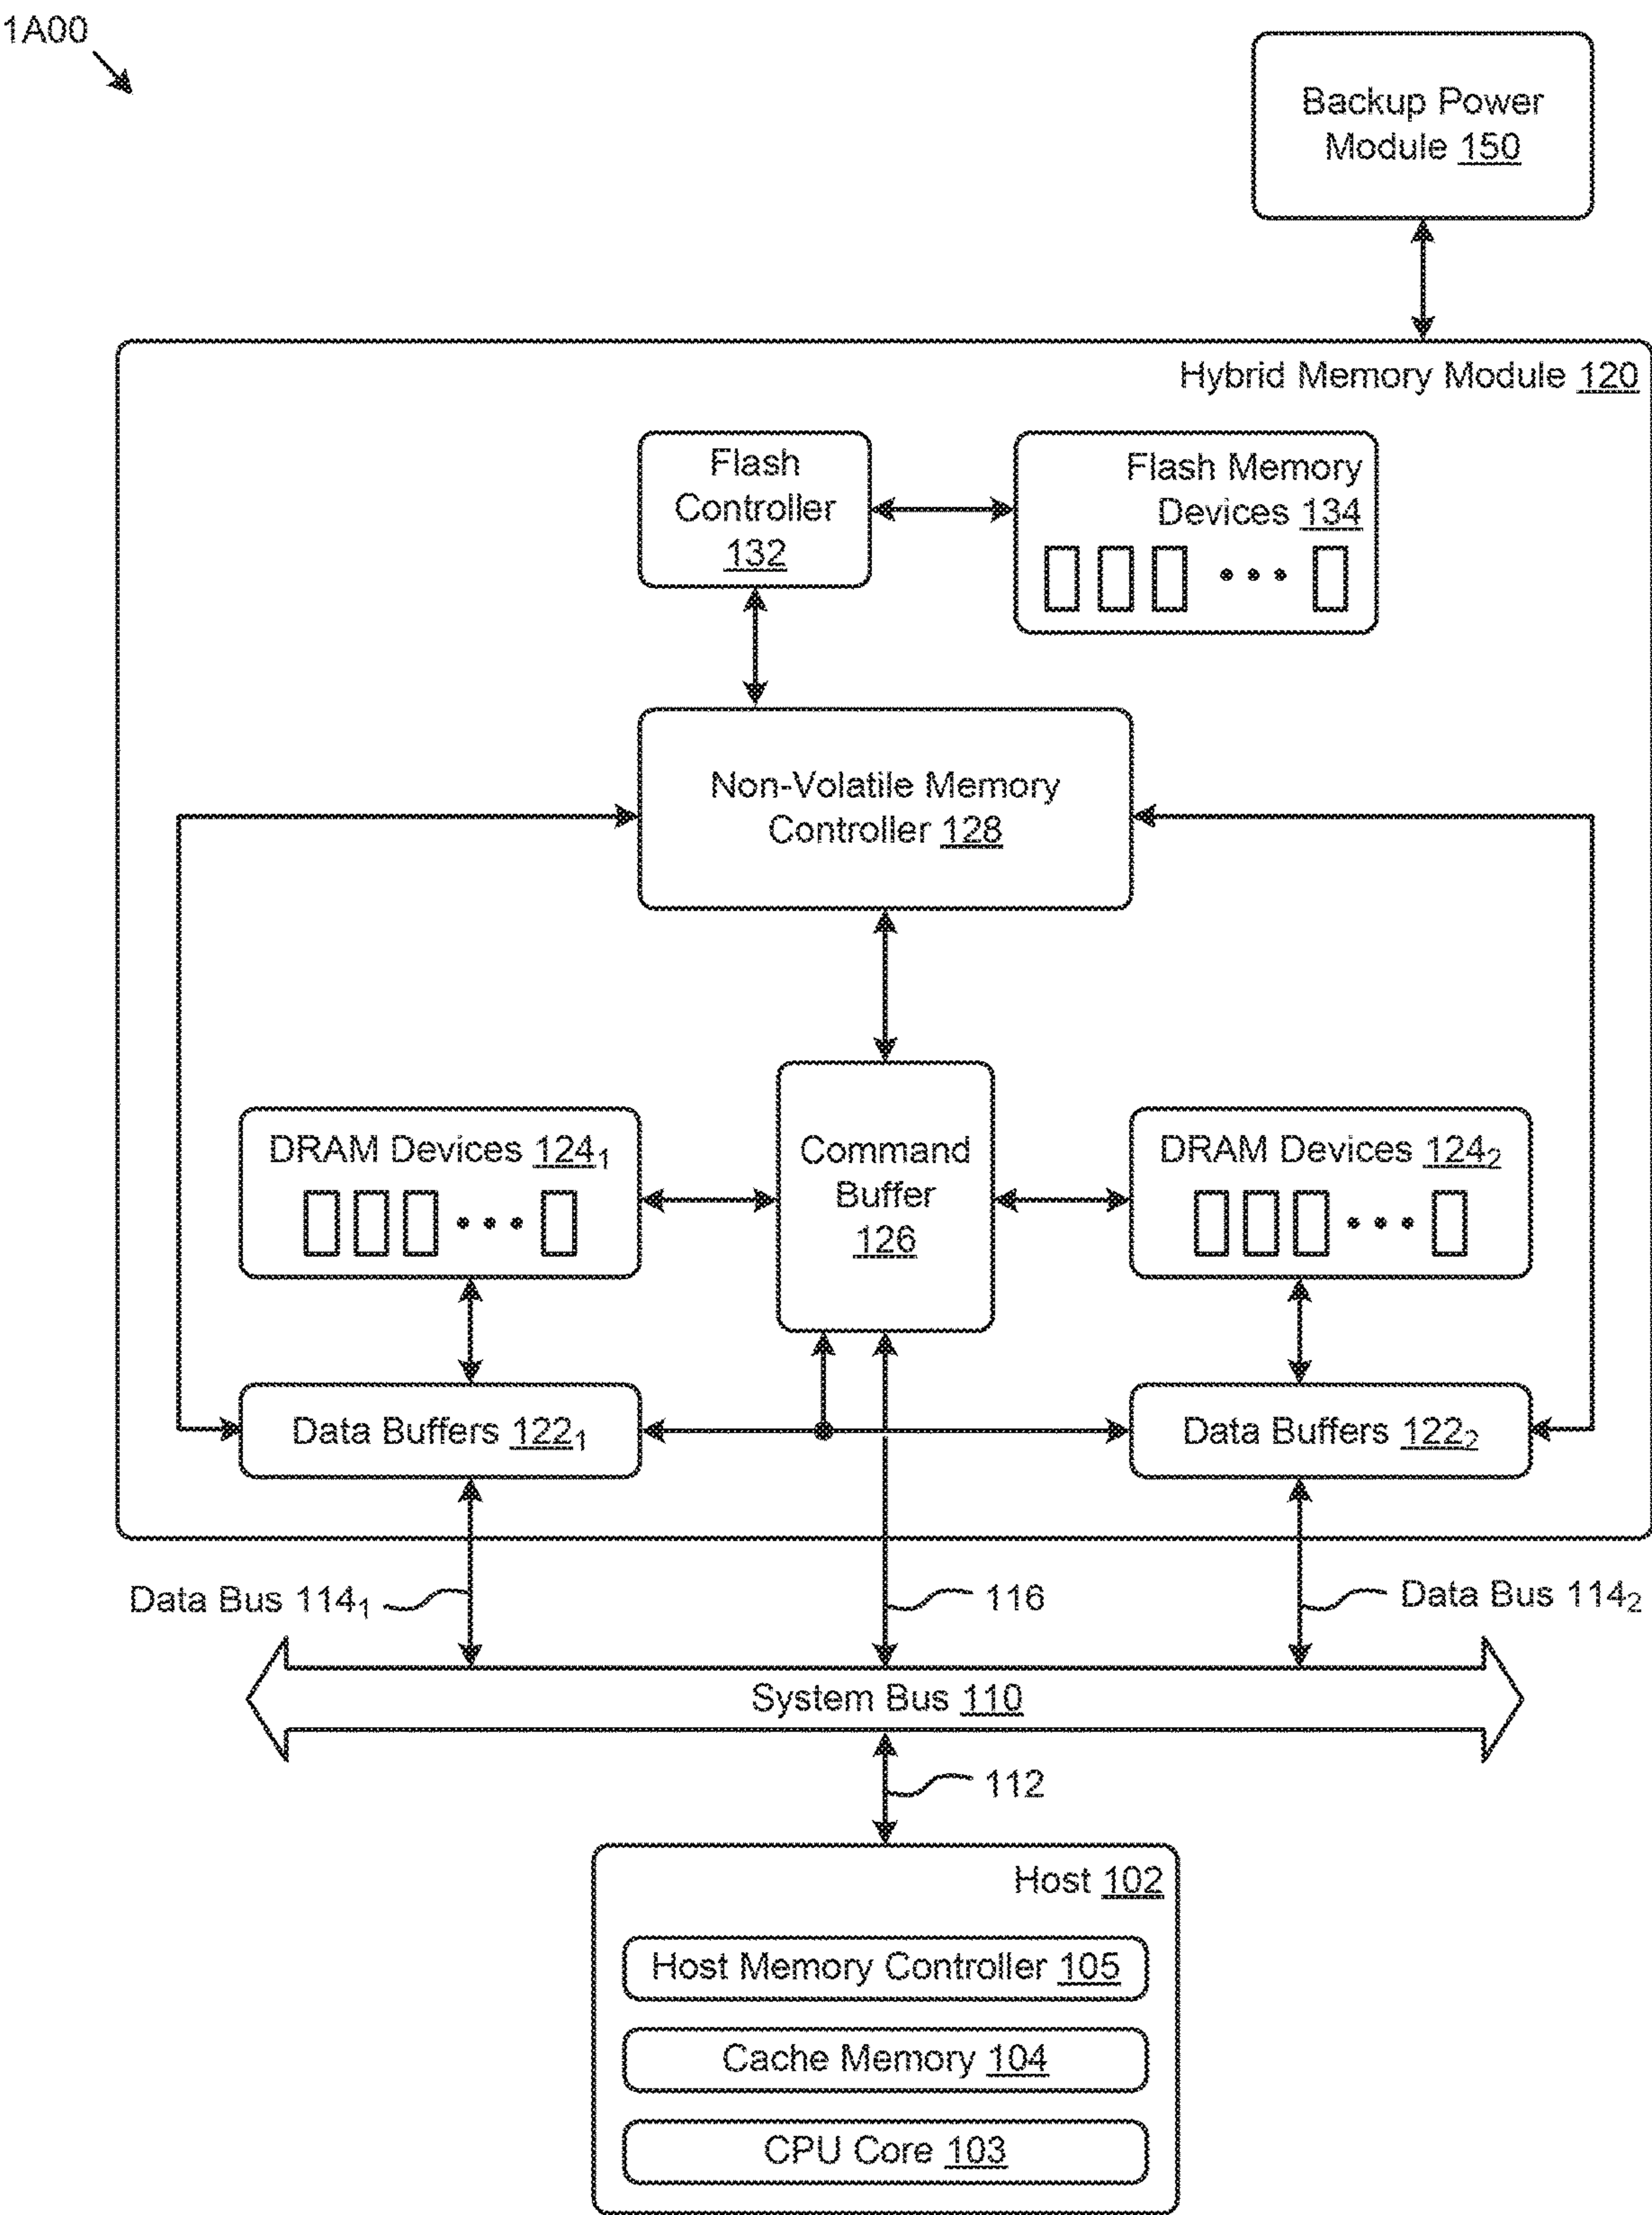 1A00
Backup Power
Module 150
Hybrid Memory Module 120
Flash
Controller
132
Flash Memory
Devices 134
Non-Volatile Memory
Controller 128
DRAM Devices 124₁
Command
Buffer
126
DRAM Devices 124₂
Data Buffers 122₁
Data Buffers 122₂
Data Bus 114₁
116
Data Bus 114₂
System Bus 110
112
Host 102
Host Memory Controller 105
Cache Memory 104
CPU Core 103